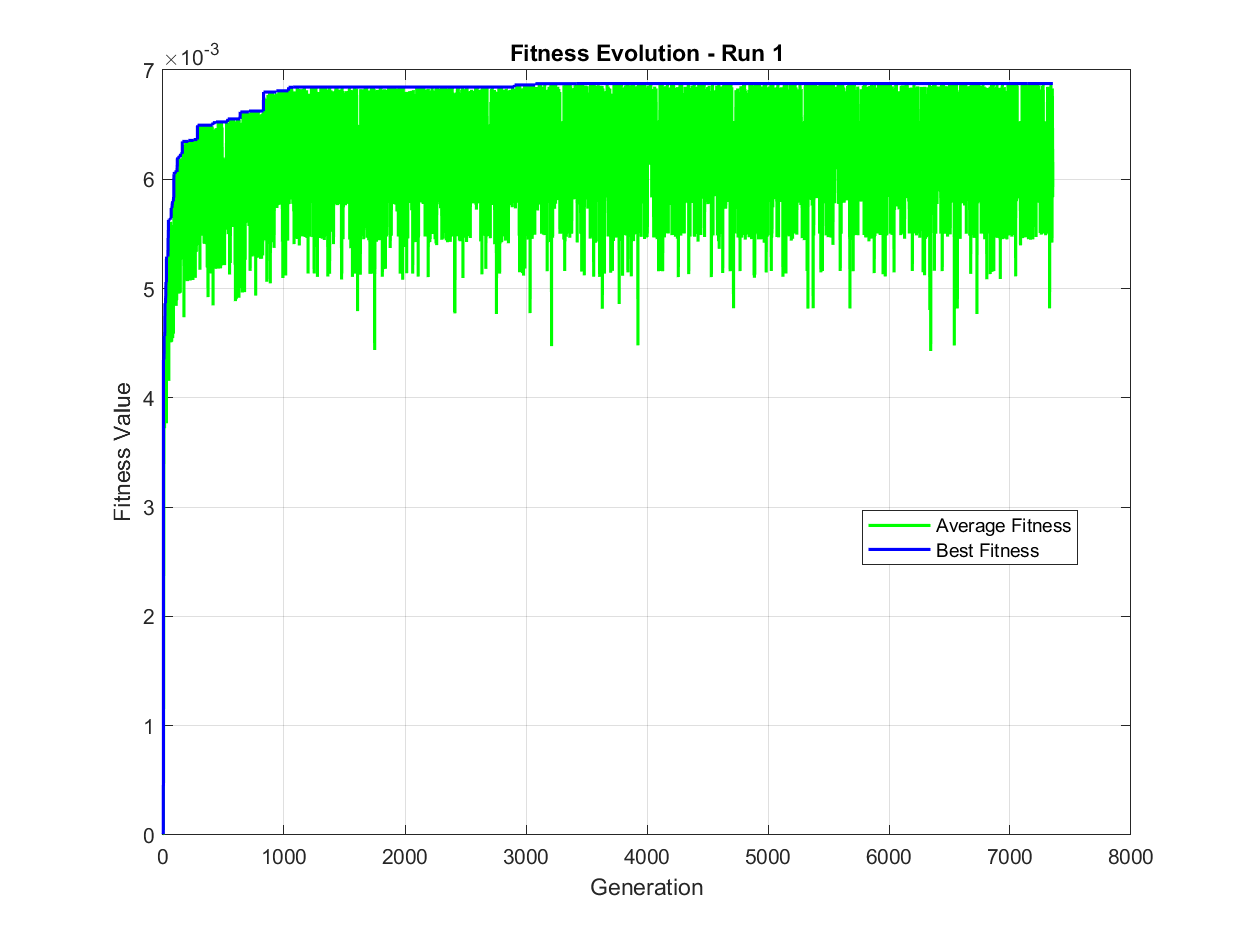 Fitness Evolution - Run 1
×10⁻³
7
6
5
4
3
2
1
0
Fitness Value
Average Fitness
Best Fitness
0 1000 2000 3000 4000 5000 6000 7000 8000
Generation